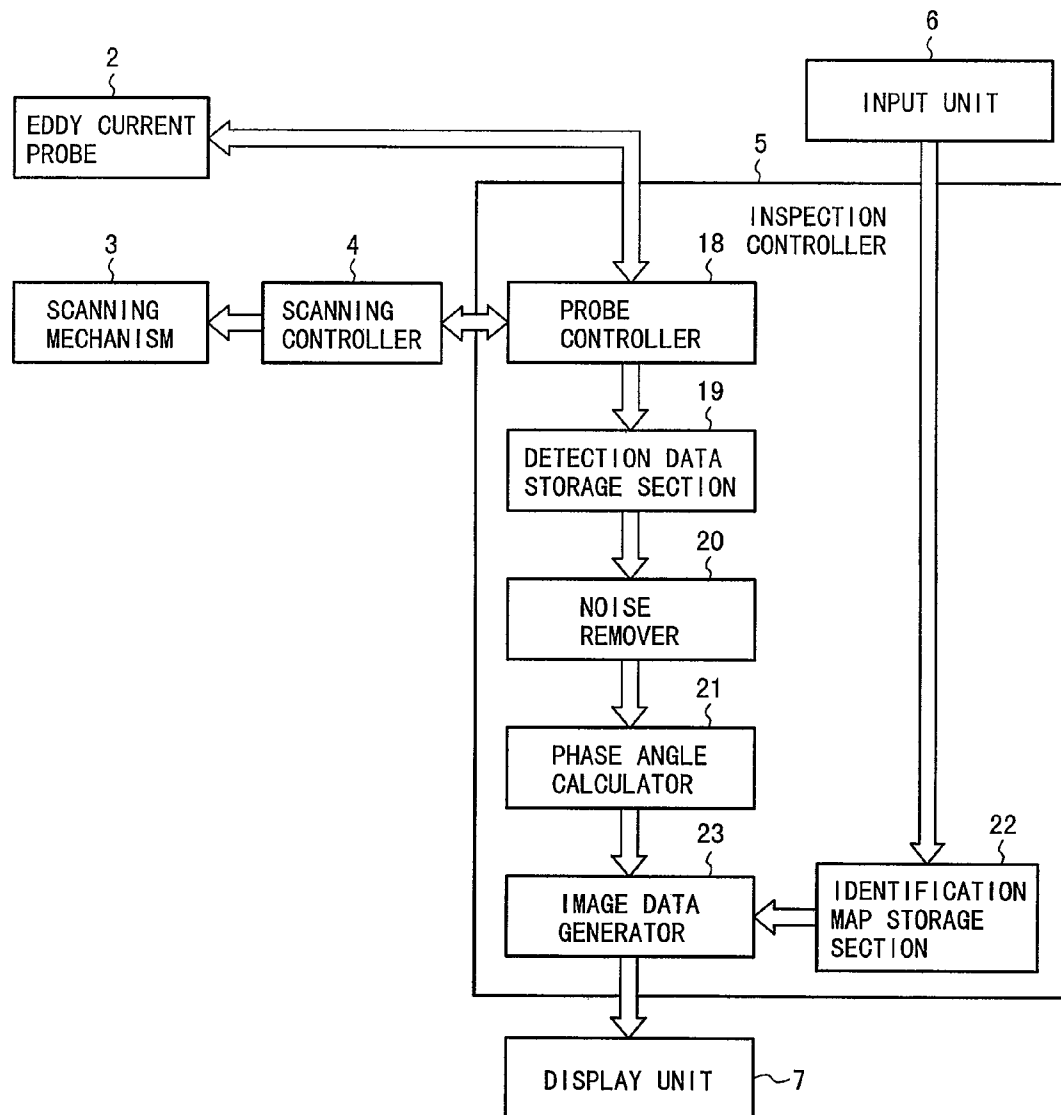 6
INPUT UNIT
2
EDDY CURRENT
PROBE
5
INSPECTION
CONTROLLER
3
SCANNING
MECHANISM
4
SCANNING
CONTROLLER
18
PROBE
CONTROLLER
19
DETECTION DATA
STORAGE SECTION
20
NOISE
REMOVER
21
PHASE ANGLE
CALCULATOR
23
IMAGE DATA
GENERATOR
22
IDENTIFICATION
MAP STORAGE
SECTION
DISPLAY UNIT
7